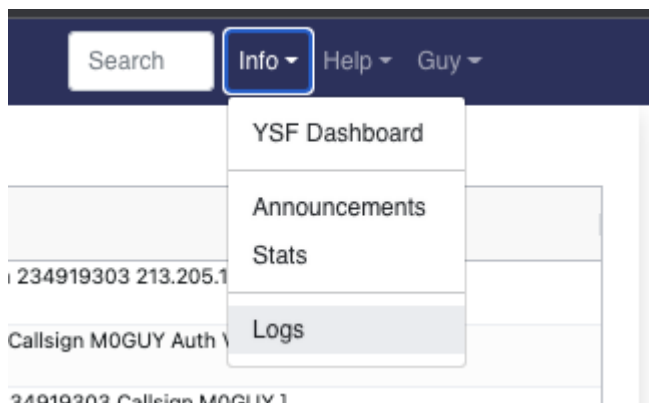 Search Info Help Guy
YSF Dashboard
Announcements
Stats
Logs
234919303 213.205.1
Callsign M0GUY Auth
34919303 Callsign M0GUY ]